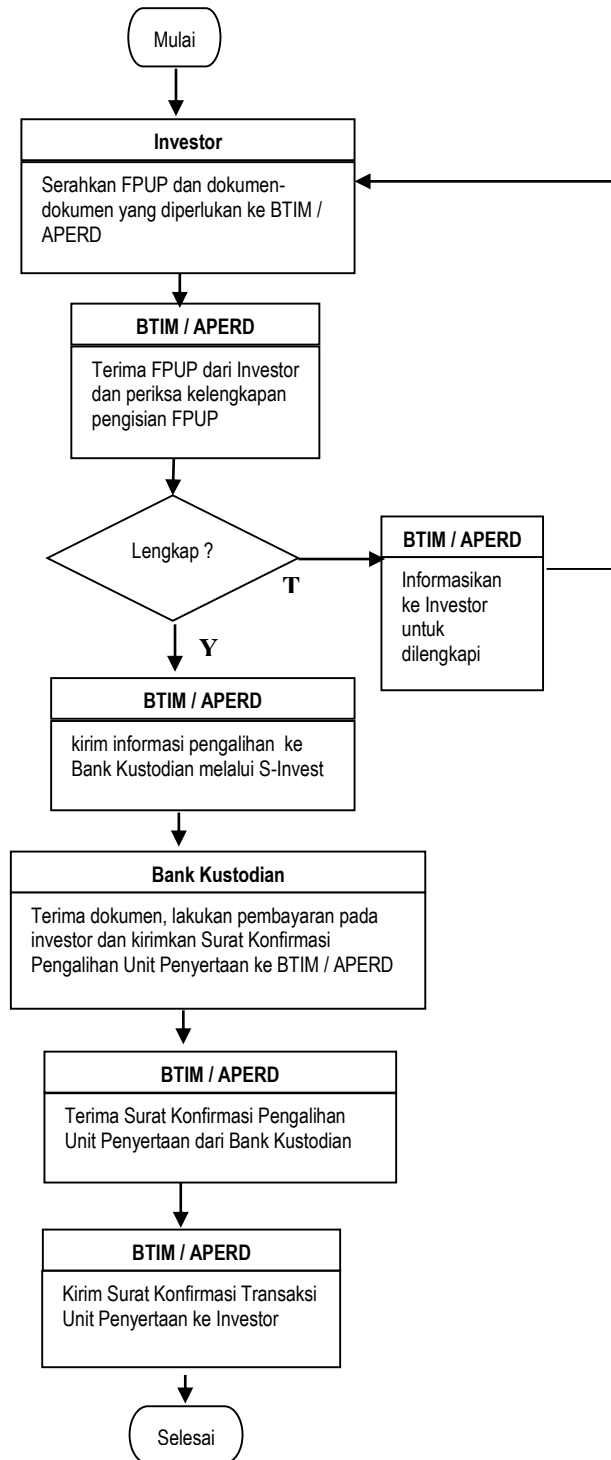 Mulai
Investor
Serahkan FPUP dan dokumen-
dokumen yang diperlukan ke BTIM /
APERD
BTIM / APERD
Terima FPUP dari Investor
dan periksa kelengkapan
pengisian FPUP
Lengkap ?
T
BTIM / APERD
Informasikan
ke Investor
untuk
dilengkapi
Y
BTIM / APERD
kirim informasi pengalihan ke
Bank Kustodian melalui S-Invest
Bank Kustodian
Terima dokumen, lakukan pembayaran pada
investor dan kirimkan Surat Konfirmasi
Pengalihan Unit Penyertaan ke BTIM / APERD
BTIM / APERD
Terima Surat Konfirmasi Pengalihan
Unit Penyertaan dari Bank Kustodian
BTIM / APERD
Kirim Surat Konfirmasi Transaksi
Unit Penyertaan ke Investor
Selesai